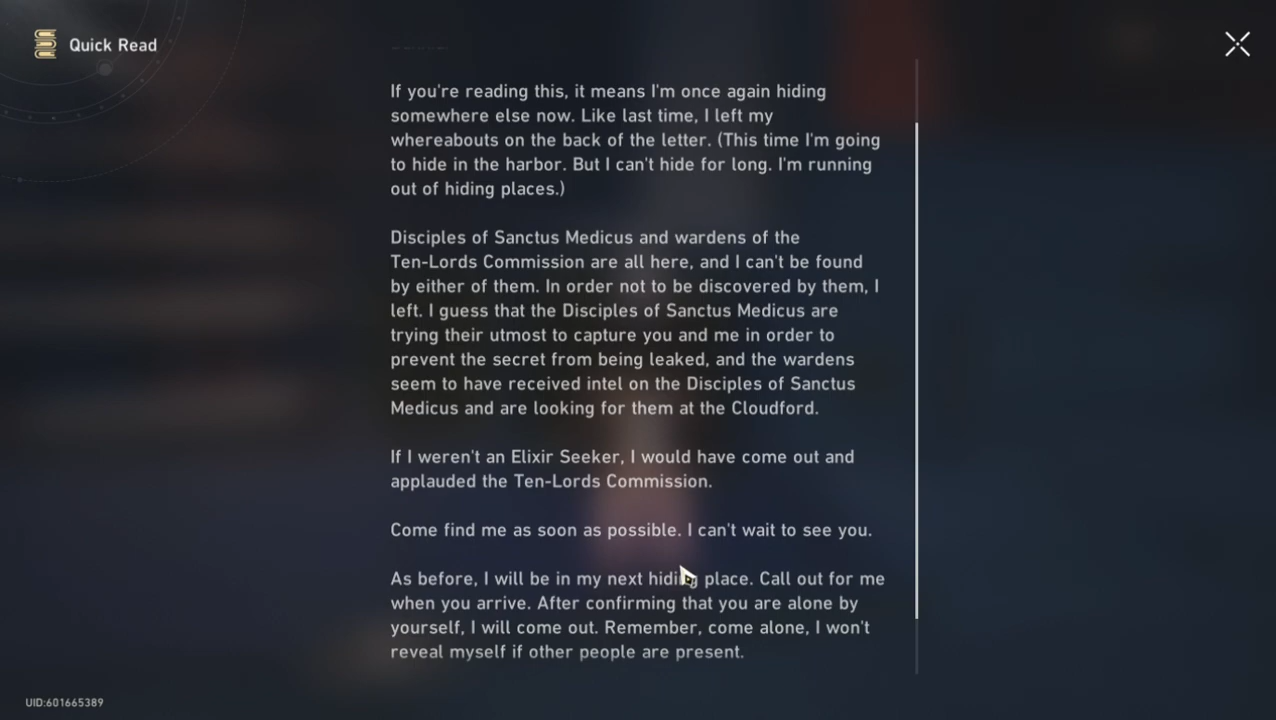 Quick Read
If you're reading this, it means I'm once again hiding
somewhere else now. Like last time, I left my
whereabouts on the back of the letter. (This time I'm going
to hide in the harbor. But I can't hide for long. I'm running
out of hiding places.)
Disciples of Sanctus Medicus and wardens of the
Ten-Lords Commission are all here, and I can't be found
by either of them. In order not to be discovered by them, I
left. I guess that the Disciples of Sanctus Medicus are
trying their utmost to capture you and me in order to
prevent the secret from being leaked, and the wardens
seem to have received intel on the Disciples of Sanctus
Medicus and are looking for them at the Cloudford.
If I weren't an Elixir Seeker, I would have come out and
applauded the Ten-Lords Commission.
Come find me as soon as possible. I can't wait to see you.
As before, I will be in my next hiding place. Call out for me
when you arrive. After confirming that you are alone by
yourself, I will come out. Remember, come alone, I won't
reveal myself if other people are present.
UID:601665389